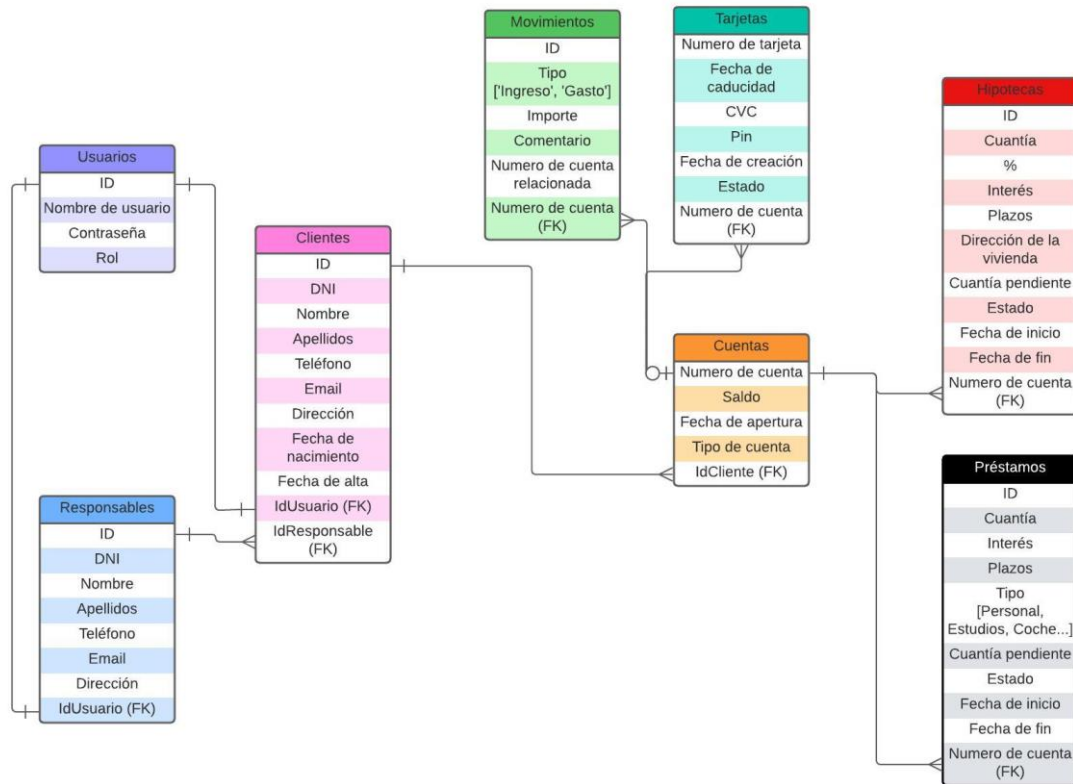 Usuarios
ID
Nombre de usuario
Contraseña
Rol
Responsables
ID
DNI
Nombre
Apellidos
Teléfono
Email
Dirección
IdUsuario (FK)
Clientes
ID
DNI
Nombre
Apellidos
Teléfono
Email
Dirección
Fecha de
nacimiento
Fecha de alta
IdUsuario (FK)
IdResponsable
(FK)
Movimientos
ID
Tipo
['Ingreso', 'Gasto']
Importe
Comentario
Numero de cuenta
relacionada
Numero de cuenta
(FK)
Tarjetas
Numero de tarjeta
Fecha de
caducidad
CVC
Pin
Fecha de creación
Estado
Numero de cuenta
(FK)
Cuentas
Numero de cuenta
Saldo
Fecha de apertura
Tipo de cuenta
IdCliente (FK)
Hipotecas
ID
Cuantía
%
Interés
Plazos
Dirección de la
vivienda
Cuantía pendiente
Estado
Fecha de inicio
Fecha de fin
Numero de cuenta
(FK)
Préstamos
ID
Cuantía
Interés
Plazos
Tipo
[Personal,
Estudios, Coche...]
Cuantía pendiente
Estado
Fecha de inicio
Fecha de fin
Numero de cuenta
(FK)